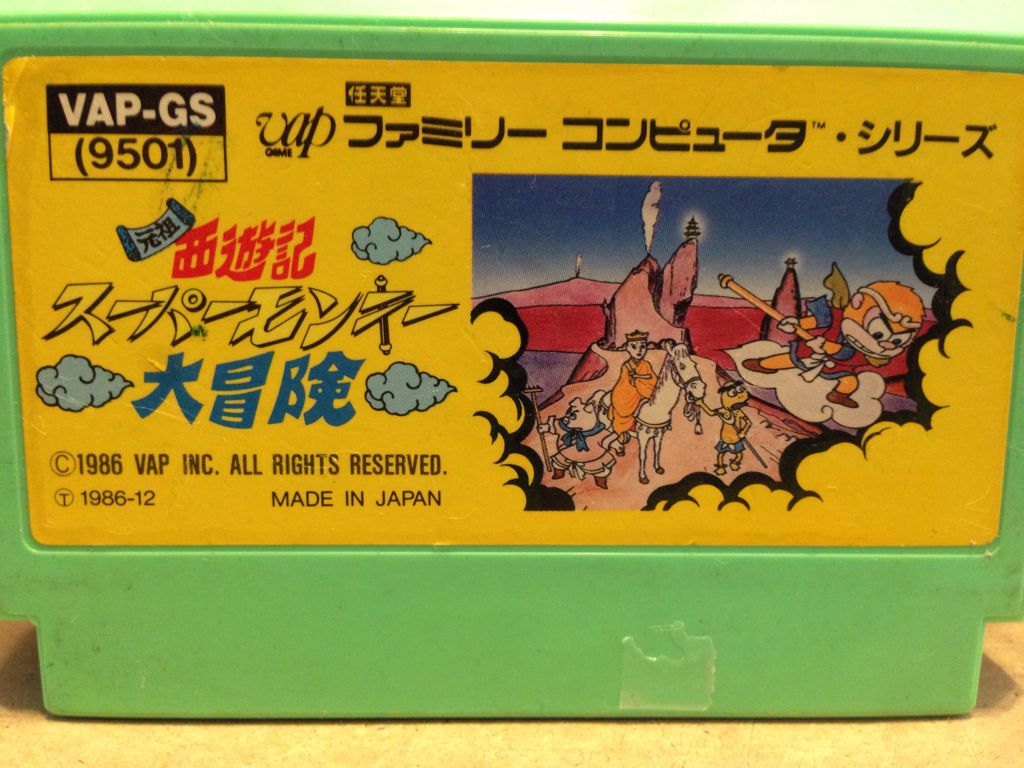 VAP-GS
(9501)
vap
GAME
任天堂
ファミリー コンピュータ™・シリーズ
元祖
西遊記
スーパーモンキー
大冒険
Ⓒ1986 VAP INC. ALL RIGHTS RESERVED.
Ⓣ 1986-12 MADE IN JAPAN